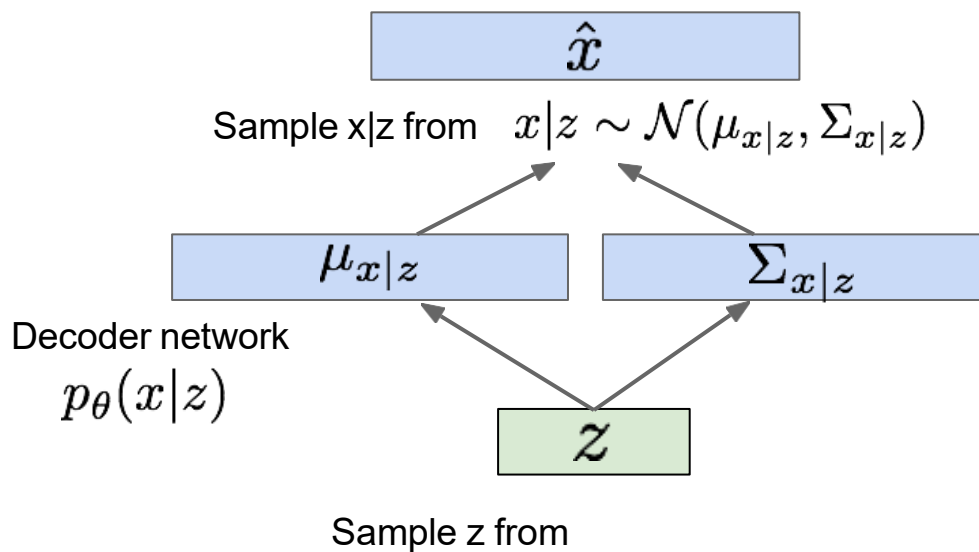 x̂
Sample x|z from x|z ∼ 𝒩(μ_{x|z}, Σ_{x|z})
μ_{x|z} Σ_{x|z}
Decoder network
p_θ(x|z)
z
Sample z from